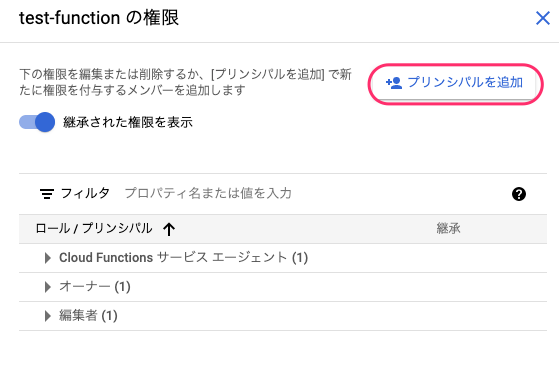 test-function の権限
下の権限を編集または削除するか、[プリンシパルを追加] で新
たに権限を付与するメンバーを追加します
プリンシパルを追加
継承された権限を表示
フィルタ プロパティ名または値を入力
ロール / プリンシパル 継承
Cloud Functions サービス エージェント (1)
オーナー (1)
編集者 (1)